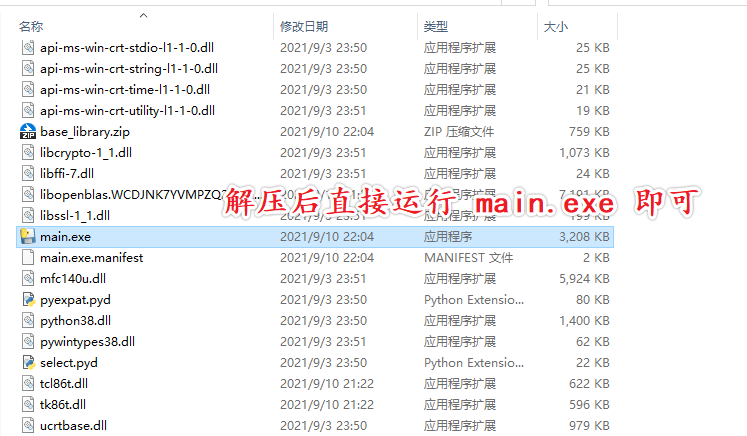 名称 修改日期 类型 大小
api-ms-win-crt-stdio-l1-1-0.dll 2021/9/3 23:50 应用程序扩展 25 KB
api-ms-win-crt-string-l1-1-0.dll 2021/9/3 23:50 应用程序扩展 25 KB
api-ms-win-crt-time-l1-1-0.dll 2021/9/3 23:50 应用程序扩展 21 KB
api-ms-win-crt-utility-l1-1-0.dll 2021/9/3 23:51 应用程序扩展 19 KB
base_library.zip 2021/9/10 22:04 ZIP 压缩文件 759 KB
libcrypto-1_1.dll 2021/9/3 23:51 应用程序扩展 1,073 KB
libffi-7.dll 2021/9/3 23:51 应用程序扩展 24 KB
解压后直接运行 main.exe 即可
libssl-1_1.dll
main.exe 2021/9/10 22:04 应用程序 3,208 KB
main.exe.manifest 2021/9/10 22:04 MANIFEST 文件 2 KB
mfc140u.dll 2021/9/3 23:51 应用程序扩展 5,924 KB
pyexpat.pyd 2021/9/3 23:50 Python Extensio... 80 KB
python38.dll 2021/9/3 23:50 应用程序扩展 1,400 KB
pywintypes38.dll 2021/9/3 23:51 应用程序扩展 62 KB
select.pyd 2021/9/3 23:50 Python Extensio... 22 KB
tcl86t.dll 2021/9/10 21:22 应用程序扩展 622 KB
tk86t.dll 2021/9/10 21:22 应用程序扩展 596 KB
ucrtbase.dll 2021/9/3 23:50 应用程序扩展 979 KB